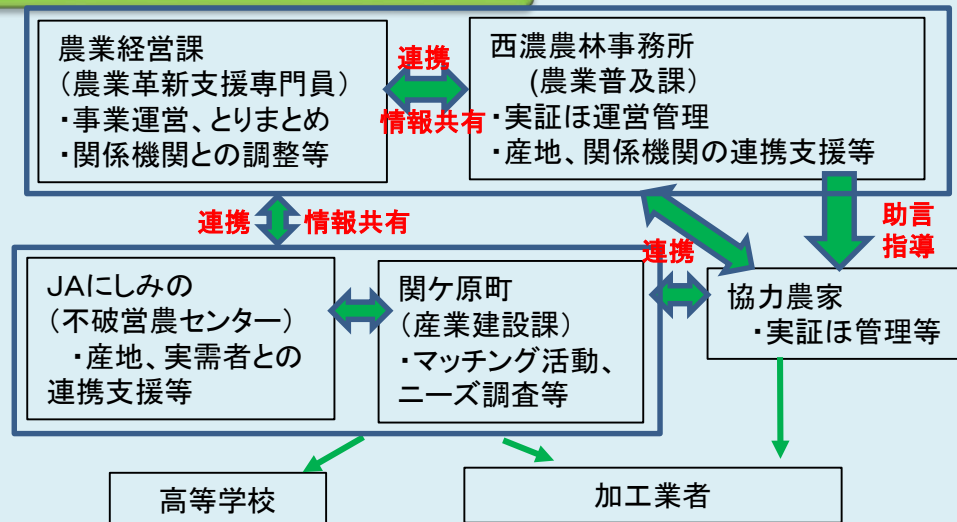 農業経営課
（農業革新支援専門員）
・事業運営、とりまとめ
・関係機関との調整等
連携
情報共有
西濃農林事務所
(農業普及課）
・実証ほ運営管理
・産地、関係機関の連携支援等
連携
情報共有
連携
助言
指導
JAにしみの
（不破営農センター）
・産地、実需者との
連携支援等
関ケ原町
（産業建設課）
・マッチング活動、
ニーズ調査等
協力農家
・実証ほ管理等
高等学校
加工業者